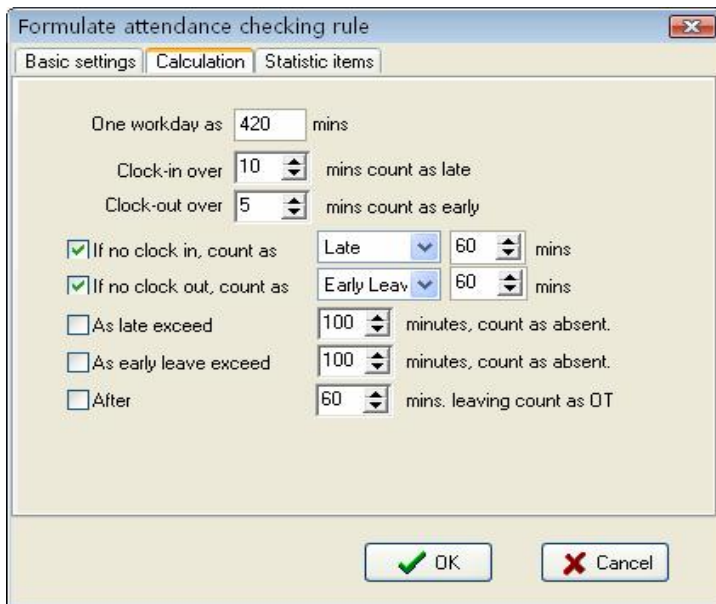 Formulate attendance checking rule
Basic settings Calculation Statistic items
One workday as 420 mins
Clock-in over 10 mins count as late
Clock-out over 5 mins count as early
If no clock in, count as Late 60 mins
If no clock out, count as Early Leav 60 mins
As late exceed 100 minutes, count as absent.
As early leave exceed 100 minutes, count as absent.
After 60 mins. leaving count as OT
OK Cancel